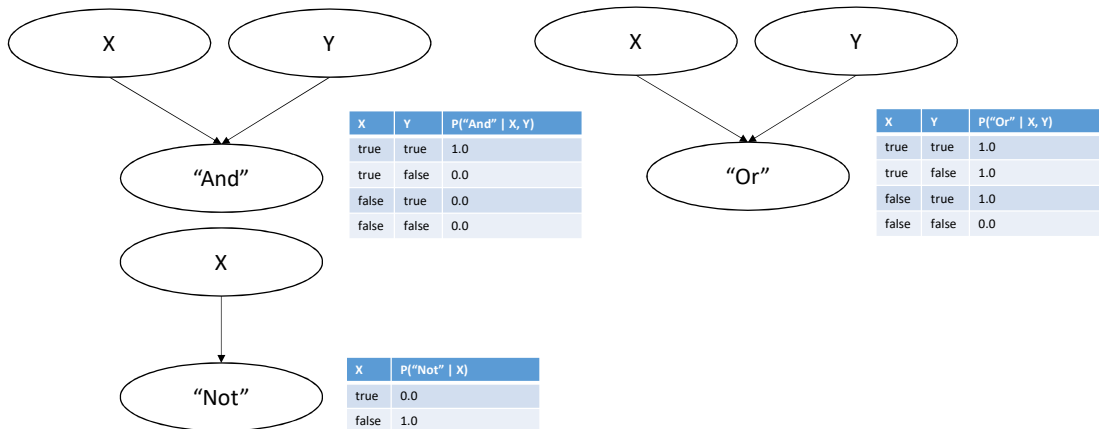 X
Y
X Y P(“And” | X, Y)
true true 1.0
true false 0.0
false true 0.0
false false 0.0
“And”
X
Y
X Y P(“Or” | X, Y)
true true 1.0
true false 1.0
false true 1.0
false false 0.0
“Or”
X
“Not”
X P(“Not” | X)
true 0.0
false 1.0